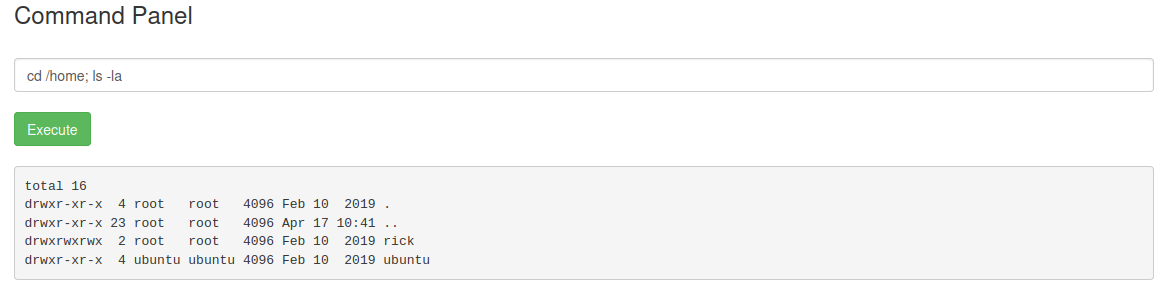 Command Panel
cd /home; ls -la
Execute
total 16
drwxr-xr-x  4 root   root   4096 Feb 10  2019 .
drwxr-xr-x 23 root   root   4096 Apr 17 10:41 ..
drwxrwxrwx  2 root   root   4096 Feb 10  2019 rick
drwxr-xr-x  4 ubuntu ubuntu 4096 Feb 10  2019 ubuntu